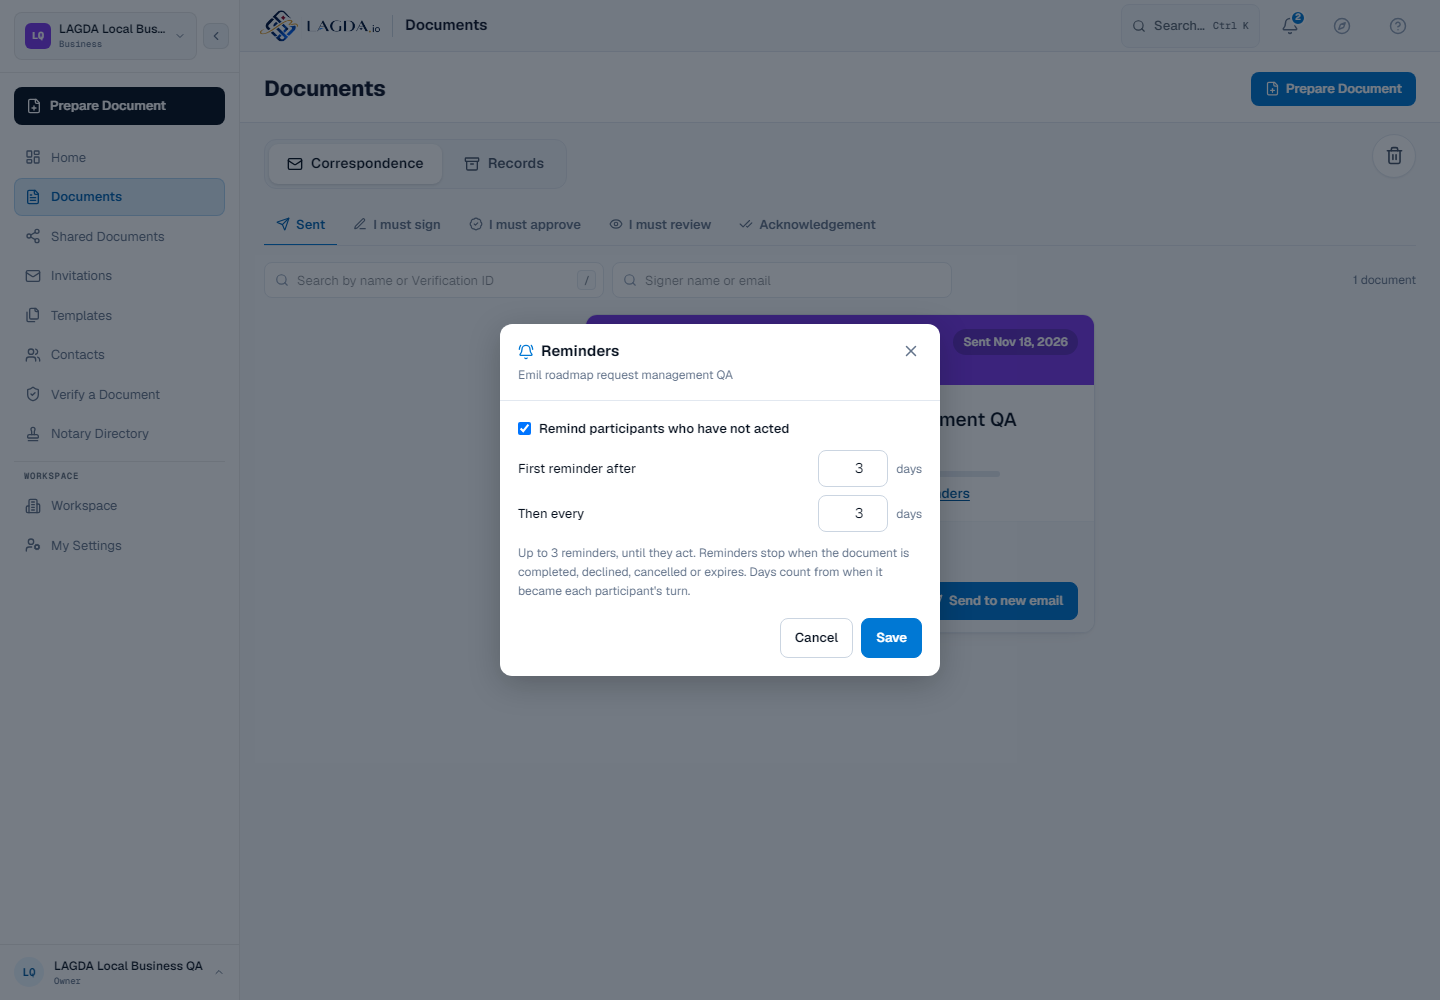 LQ
LAGDA Local Bus...
Business
LAGDA.io
Documents
Search...
Ctrl K
2
Prepare Document
Documents
Prepare Document
Home
Documents
Shared Documents
Invitations
Templates
Contacts
Verify a Document
Notary Directory
WORKSPACE
Workspace
My Settings
Correspondence
Records
Sent
I must sign
I must approve
I must review
Acknowledgement
Search by name or Verification ID
/
Signer name or email
1 document
Sent Nov 18, 2026
ment QA
ders
Send to new email
Reminders
Emil roadmap request management QA
Remind participants who have not acted
First reminder after
3
days
Then every
3
days
Up to 3 reminders, until they act. Reminders stop when the document is
completed, declined, cancelled or expires. Days count from when it
became each participant's turn.
Cancel
Save
LQ
LAGDA Local Business QA
Owner